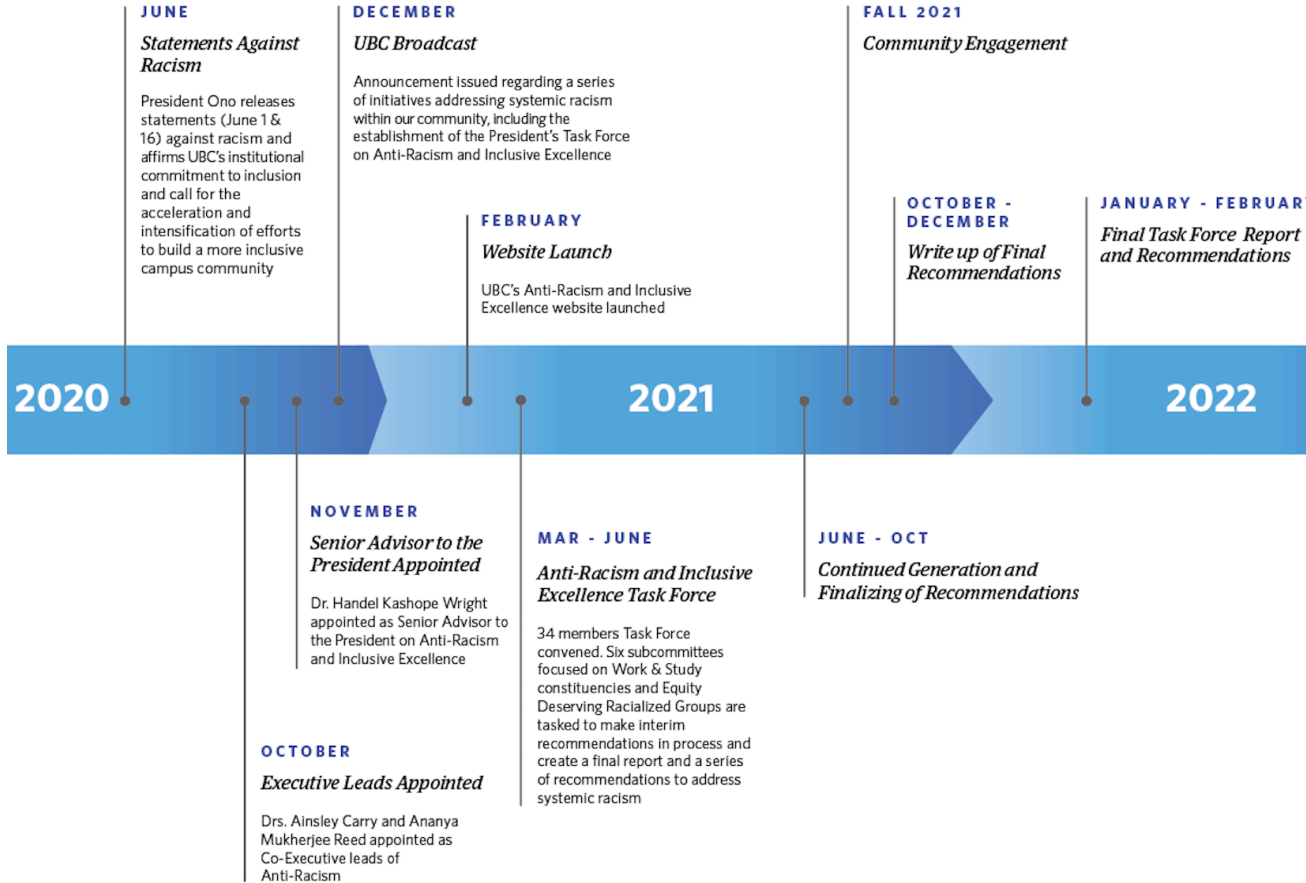 JUNE
Statements Against
Racism
President Ono releases
statements (June 1 &
16) against racism and
affirms UBC's institutional
commitment to inclusion
and call for the
acceleration and
intensification of efforts
to build a more inclusive
campus community
DECEMBER
UBC Broadcast
Announcement issued regarding a series
of initiatives addressing systemic racism
within our community, including the
establishment of the President's Task Force
on Anti-Racism and Inclusive Excellence
FEBRUARY
Website Launch
UBC's Anti-Racism and Inclusive
Excellence website launched
FALL 2021
Community Engagement
OCTOBER -
DECEMBER
Write up of Final
Recommendations
JANUARY - FEBRUARY
Final Task Force Report
and Recommendations
2020
2021
2022
NOVEMBER
Senior Advisor to the
President Appointed
Dr. Handel Kashope Wright
appointed as Senior Advisor to
the President on Anti-Racism
and Inclusive Excellence
OCTOBER
Executive Leads Appointed
Drs. Ainsley Carry and Ananya
Mukherjee Reed appointed as
Co-Executive leads of
Anti-Racism
MAR - JUNE
Anti-Racism and Inclusive
Excellence Task Force
34 members Task Force
convened. Six subcommittees
focused on Work & Study
constituencies and Equity
Deserving Racialized Groups are
tasked to make interim
recommendations in process and
create a final report and a series
of recommendations to address
systemic racism
JUNE - OCT
Continued Generation and
Finalizing of Recommendations